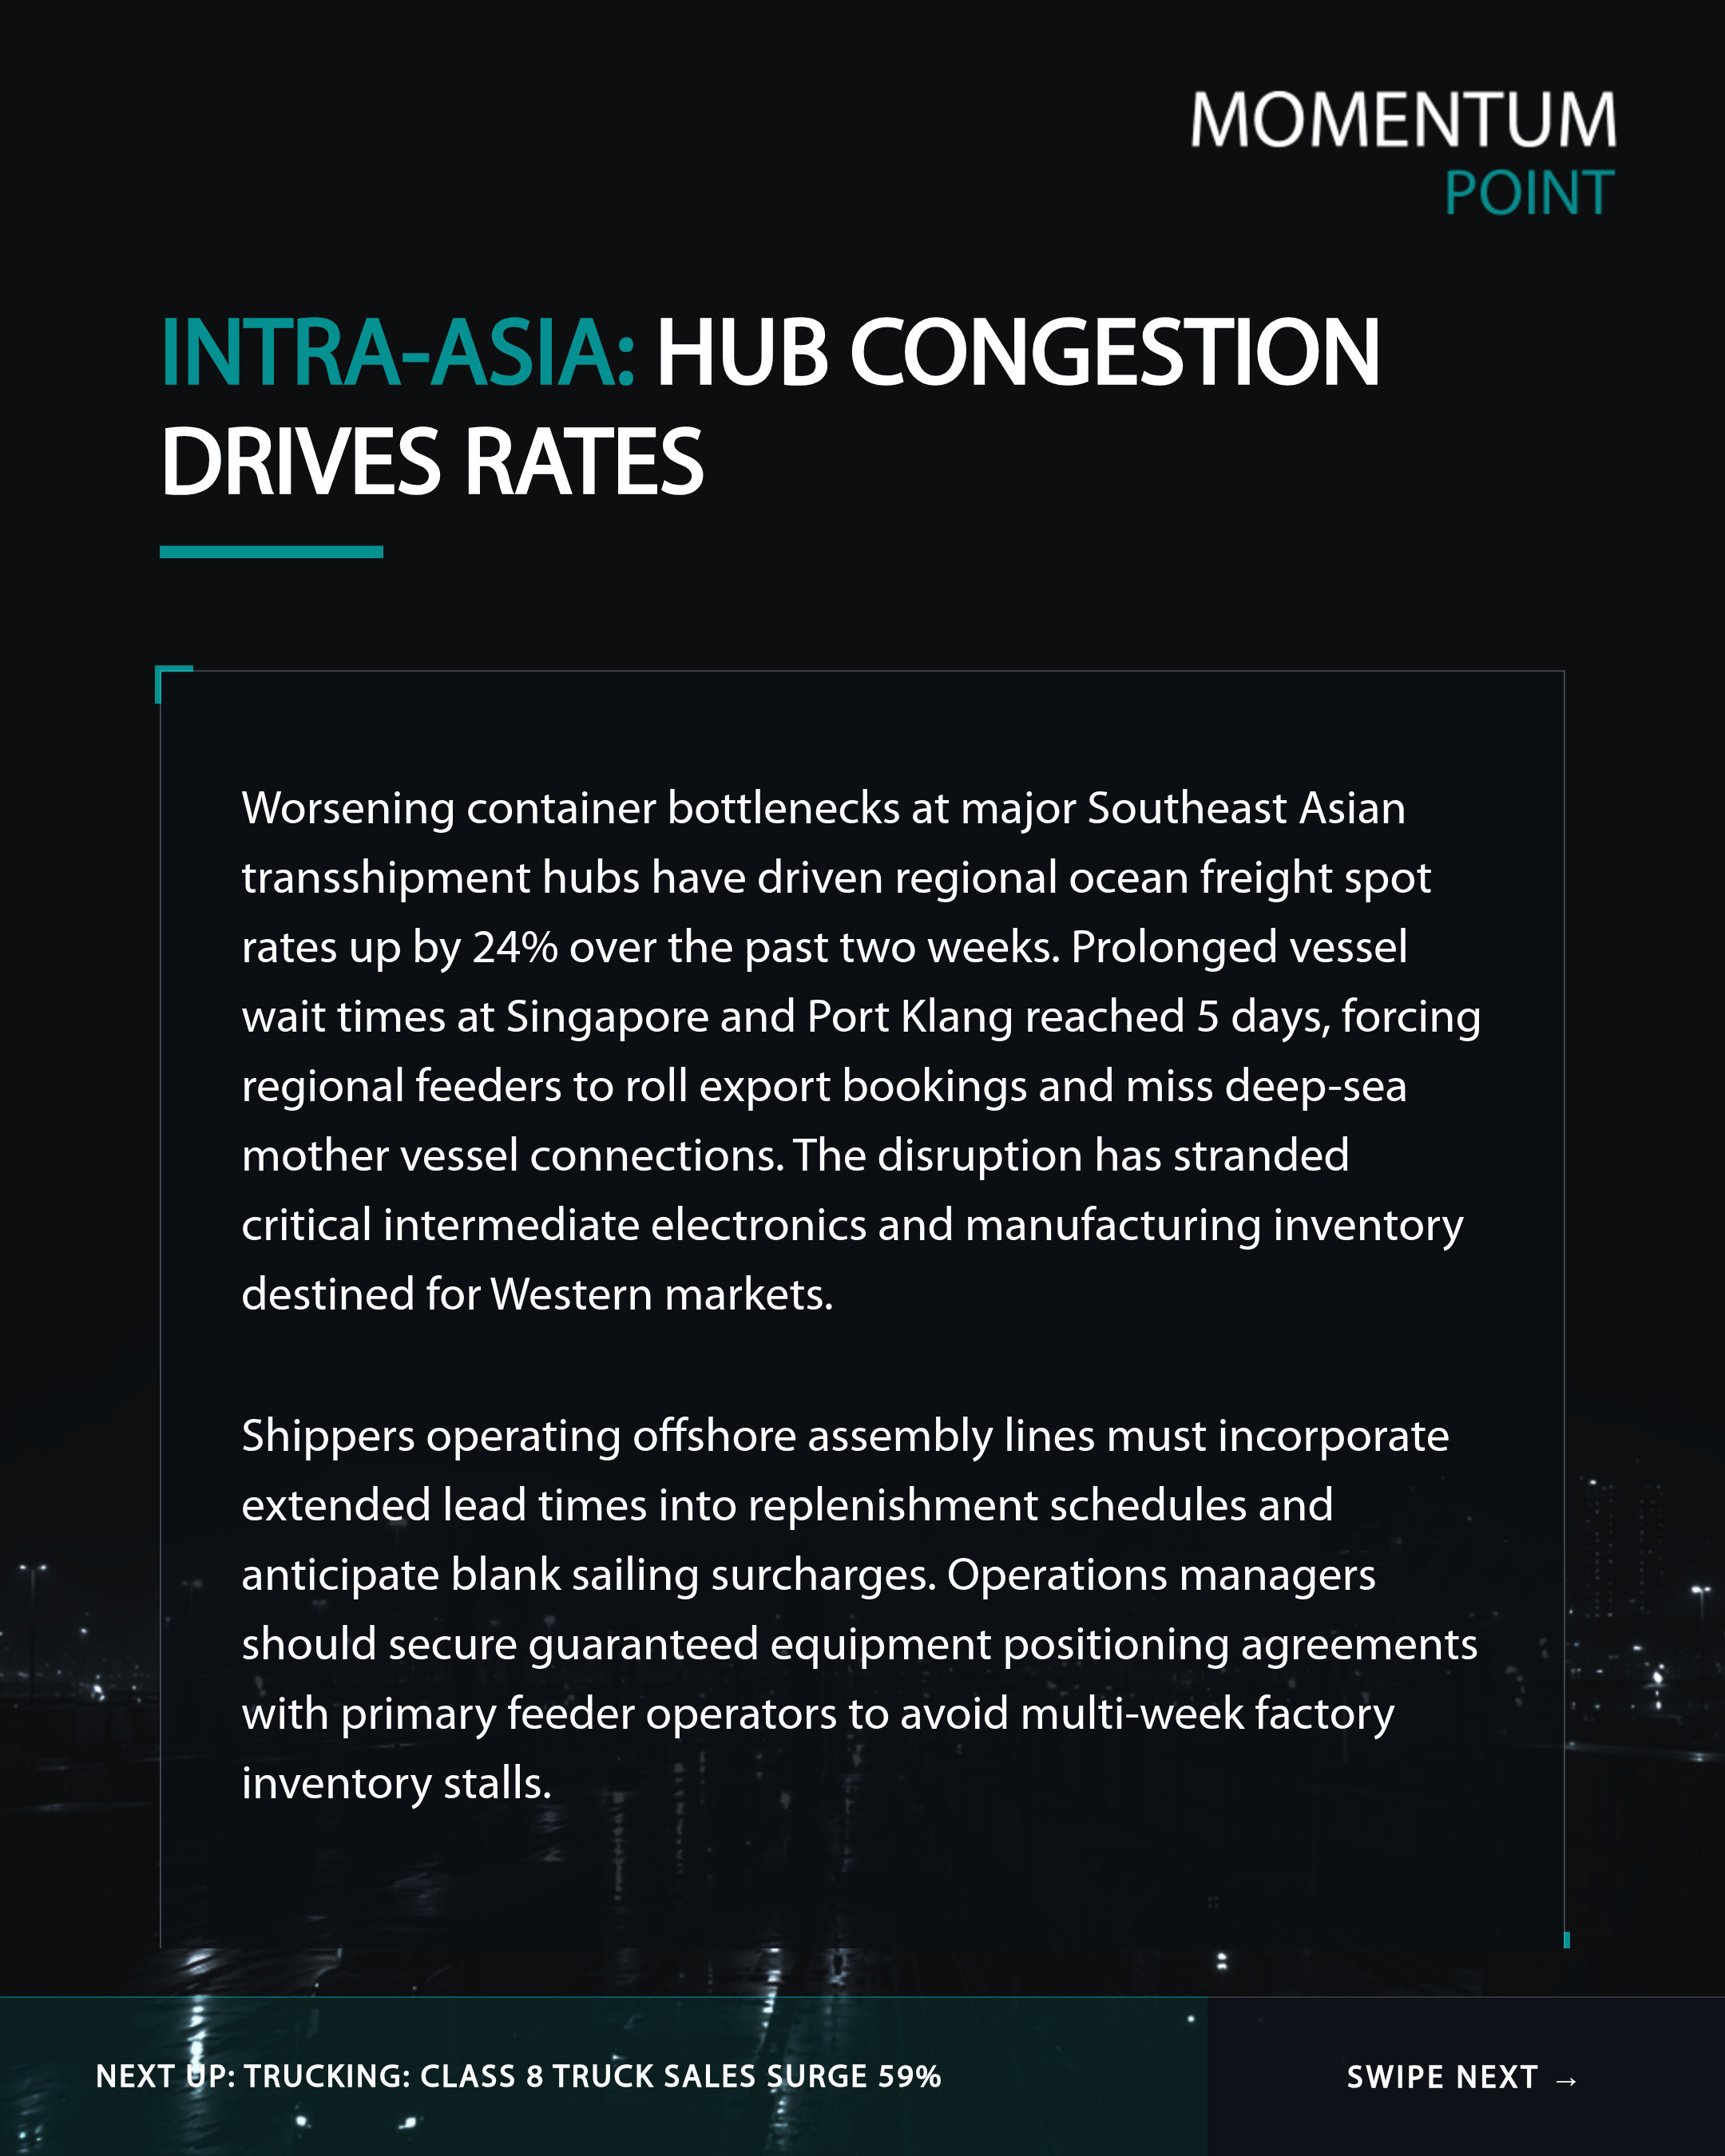 MOMENTUM
POINT
INTRA-ASIA: HUB CONGESTION
DRIVES RATES
Worsening container bottlenecks at major Southeast Asian
transshipment hubs have driven regional ocean freight spot
rates up by 24% over the past two weeks. Prolonged vessel
wait times at Singapore and Port Klang reached 5 days, forcing
regional feeders to roll export bookings and miss deep-sea
mother vessel connections. The disruption has stranded
critical intermediate electronics and manufacturing inventory
destined for Western markets.
Shippers operating offshore assembly lines must incorporate
extended lead times into replenishment schedules and
anticipate blank sailing surcharges. Operations managers
should secure guaranteed equipment positioning agreements
with primary feeder operators to avoid multi-week factory
inventory stalls.
NEXT UP: TRUCKING: CLASS 8 TRUCK SALES SURGE 59%
SWIPE NEXT →